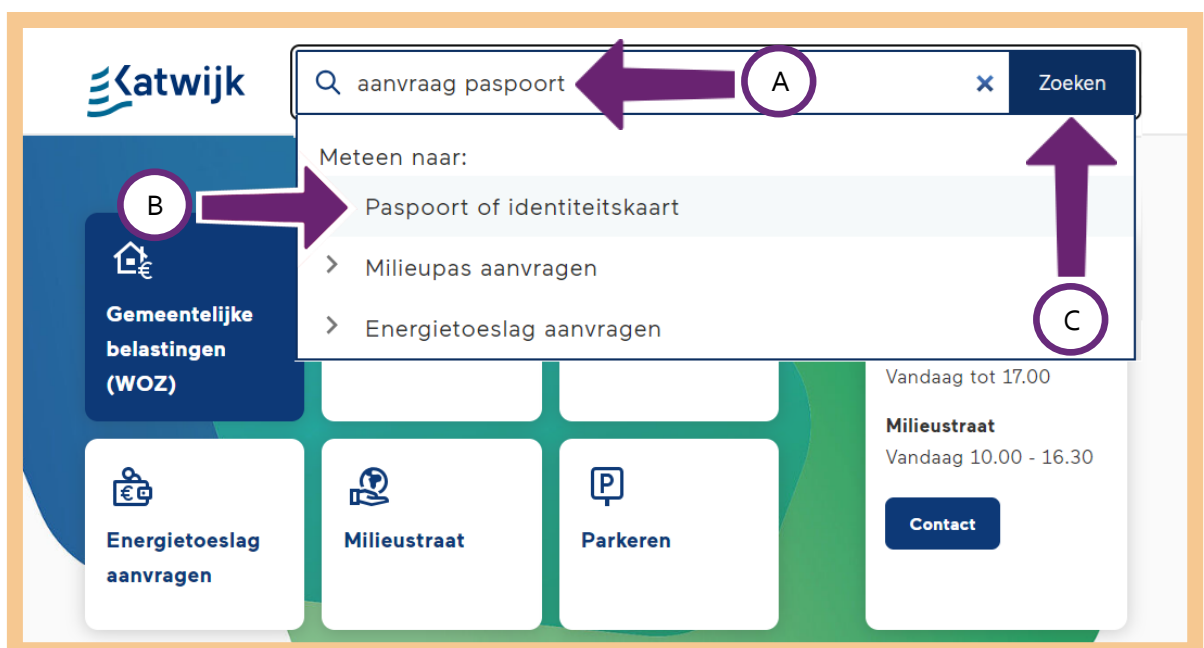 Katwijk
aanvraag paspoort
A
Zoeken
Meteen naar:
B
Paspoort of identiteitskaart
Milieupas aanvragen
Energietoeslag aanvragen
C
Gemeentelijke
belastingen
(WOZ)
Vandaag tot 17.00
Milieustraat
Vandaag 10.00 - 16.30
Contact
Energietoeslag
aanvragen
Milieustraat
Parkeren